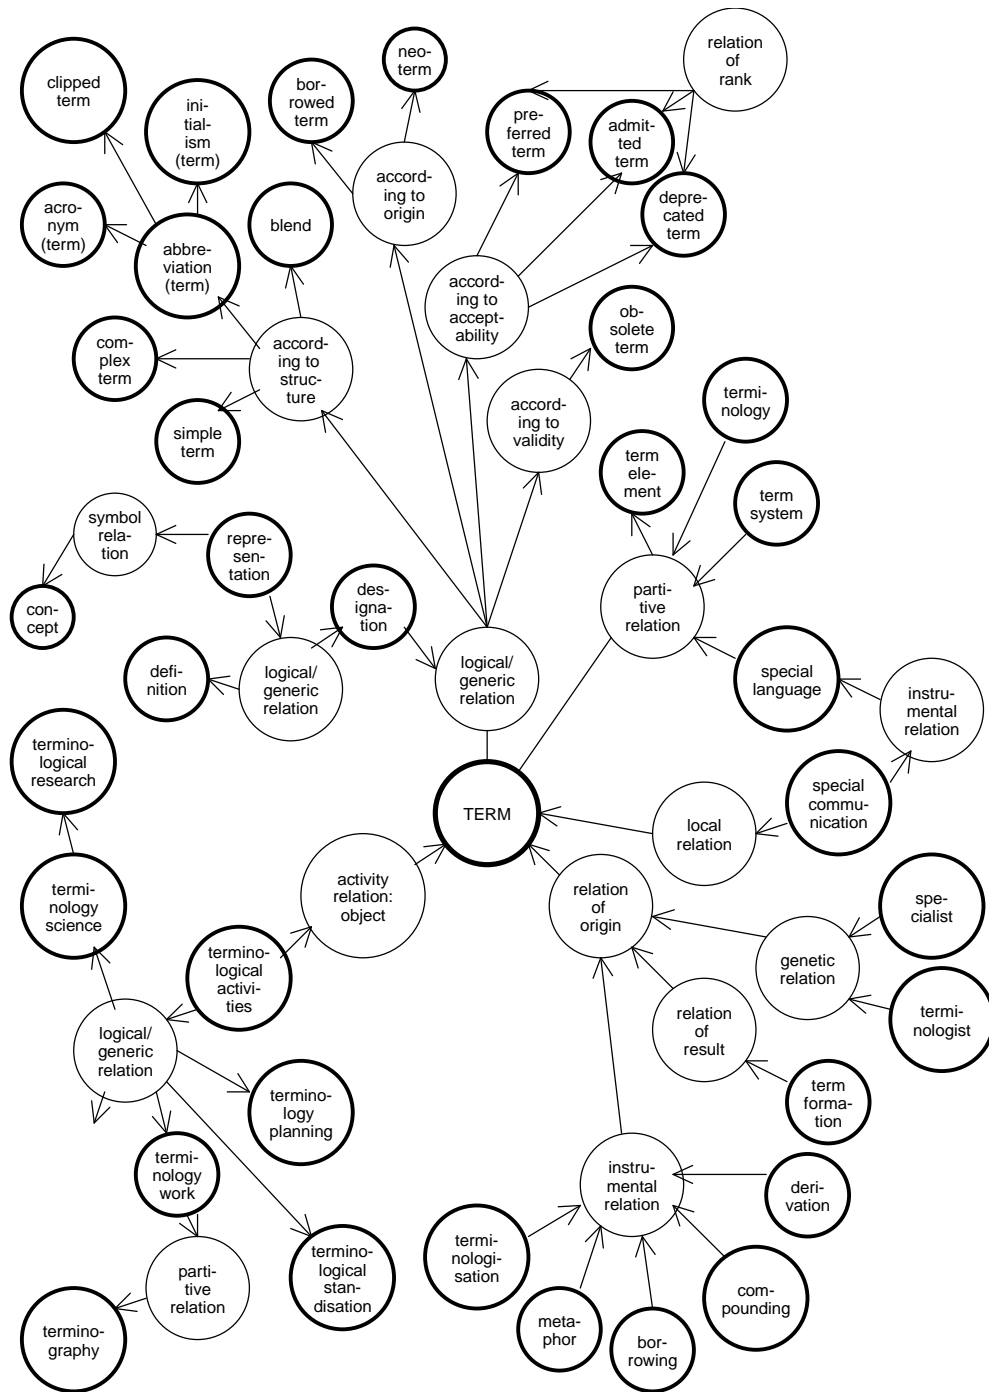 clipped
term
ini-
tial-
ism
(term)
bor-
rowed
term
neo-
term
relation
of
rank
pre-
ferred
term
admit-
ted
term
accord-
ing to
origin
acro-
nym
(term)
abbre-
viation
(term)
blend
depre-
cated
term
accord-
ing to
accept-
ability
ob-
solete
term
com-
plex
term
accord-
ing to
struc-
ture
simple
term
accord-
ing to
validity
termi-
nology
term
ele-
ment
term
system
symbol
rela-
tion
repre-
sen-
tation
con-
cept
des-
igna-
tion
parti-
tive
relation
defi-
nition
logical/
generic
relation
logical/
generic
relation
special
language
instru-
mental
relation
termino-
logical
research
TERM
local
relation
special
commu-
nication
termi-
nology
science
activity
relation:
object
relation
of
origin
spe-
cialist
termino-
logical
activi-
ties
genetic
relation
termi-
nologist
logical/
generic
relation
relation
of
result
termino-
logy
planning
term
forma-
tion
termi-
nology
work
instru-
mental
relation
deri-
vation
termi-
nologi-
sation
termino-
logical
stan-
disation
parti-
tive
relation
com-
pounding
termino-
graphy
meta-
phor
bor-
rowing